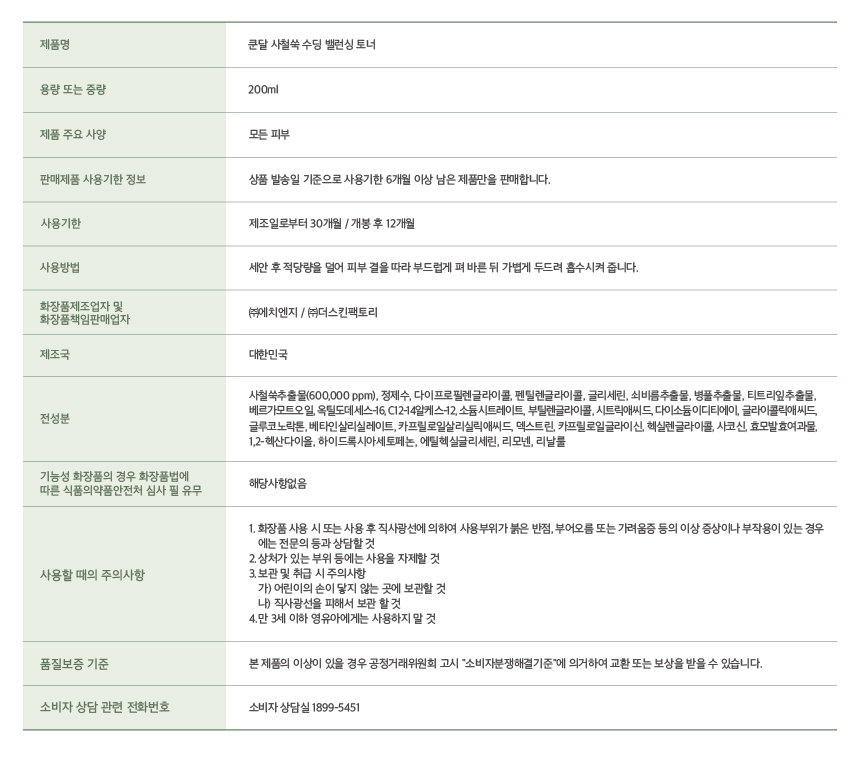 제품명
쿤달 사철쑥 수딩 밸런싱 토너
용량 또는 중량
200ml
제품 주요 사양
모든 피부
판매제품 사용기한 정보
상품 발송일 기준으로 사용기한 6개월 이상 남은 제품만을 판매합니다.
사용기한
제조일로부터 30개월 / 개봉 후 12개월
사용방법
세안 후 적당량을 덜어 피부 결을 따라 부드럽게 펴 바른 뒤 가볍게 두드려 흡수시켜 줍니다.
화장품제조업자 및
화장품책임판매업자
㈜에치엔지 / ㈜더스킨팩토리
제조국
대한민국
전성분
사철쑥추출물(600,000 ppm), 정제수, 다이프로필렌글라이콜, 펜틸렌글라이콜, 글리세린, 쇠비름추출물, 병풀추출물, 티트리잎추출물,
베르가모트오일, 옥틸도데세스-16, C12-14알케스-12, 소듐시트레이트, 부틸렌글라이콜, 시트릭애씨드, 다이소듐이디티에이, 글라이콜릭애씨드,
글루코노락톤, 베타인살리실레이트, 카프릴로일살리실릭애씨드, 덱스트린, 카프릴로일글라이신, 헥실렌글라이콜, 사코신, 효모발효여과물,
1,2-헥산다이올, 하이드록시아세토페논, 에틸헥실글리세린, 리모넨, 리날룰
기능성 화장품의 경우 화장품법에
따른 식품의약품안전처 심사 필 유무
해당사항없음
사용할 때의 주의사항
1. 화장품 사용 시 또는 사용 후 직사광선에 의하여 사용부위가 붉은 반점, 부어오름 또는 가려움증 등의 이상 증상이나 부작용이 있는 경우
에는 전문의 등과 상담할 것
2. 상처가 있는 부위 등에는 사용을 자제할 것
3. 보관 및 취급 시 주의사항
가) 어린이의 손이 닿지 않는 곳에 보관할 것
나) 직사광선을 피해서 보관 할 것
4. 만 3세 이하 영유아에게는 사용하지 말 것
품질보증 기준
본 제품의 이상이 있을 경우 공정거래위원회 고시 "소비자분쟁해결기준"에 의거하여 교환 또는 보상을 받을 수 있습니다.
소비자 상담 관련 전화번호
소비자 상담실 1899-5451